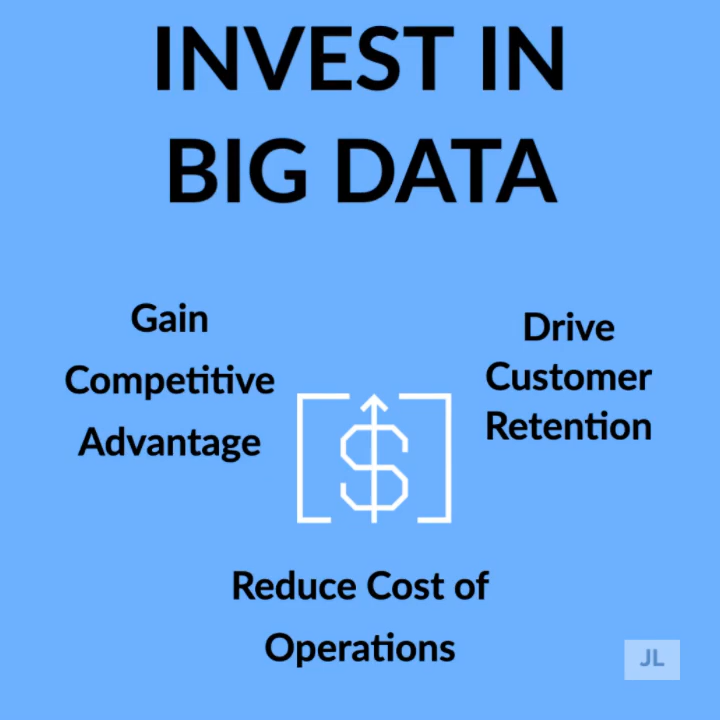 INVEST IN
BIG DATA
Gain
Competitive
Advantage
Drive
Customer
Retention
$
Reduce Cost of
Operations
JL